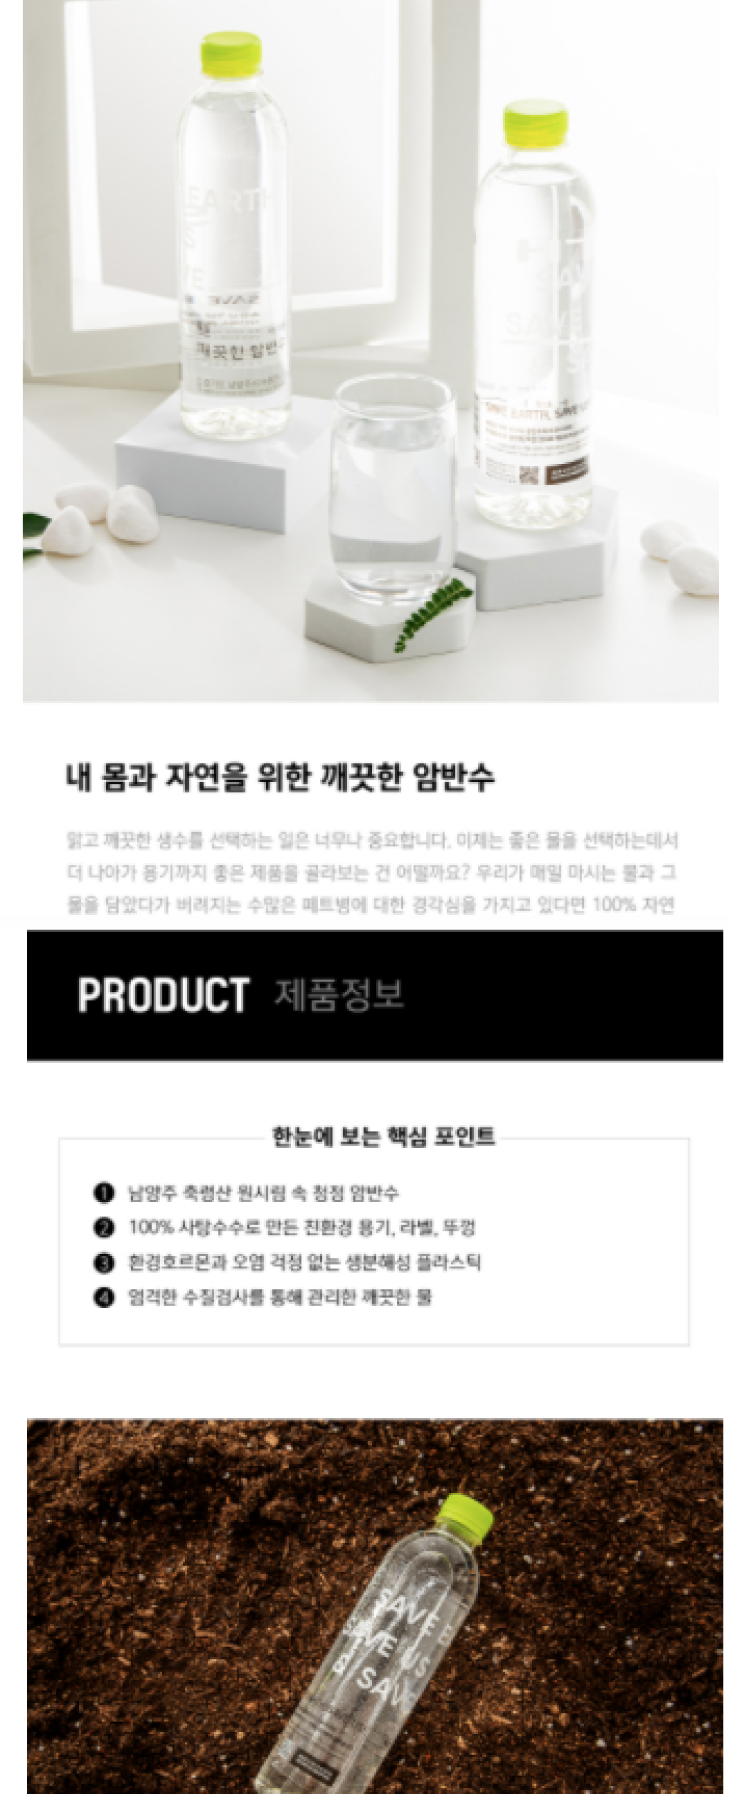 EARTH
SAVE
깨끗한 암반수
SAVE
SAVE EARTH, SAVE
내 몸과 자연을 위한 깨끗한 암반수
맑고 깨끗한 생수를 선택하는 일은 너무나 중요합니다. 이제는 좋은 물을 선택하는데서
더 나아가 용기까지 좋은 제품을 골라보는 건 어떨까요? 우리가 매일 마시는 물과 그
물을 담았다가 버려지는 수많은 페트병에 대한 경각심을 가지고 있다면 100% 자연
PRODUCT 제품정보
한눈에 보는 핵심 포인트
1 남양주 축령산 원시림 속 청정 암반수
2 100% 사탕수수로 만든 친환경 용기, 라벨, 뚜껑
3 환경호르몬과 오염 걱정 없는 생분해성 플라스틱
4 엄격한 수질검사를 통해 관리한 깨끗한 물
SAVE E
SAVE US
SAVE